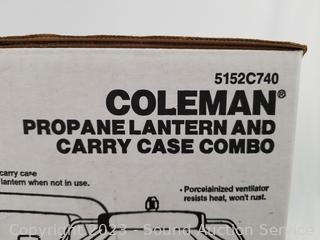 5152C740
COLEMAN®
PROPANE LANTERN AND
CARRY CASE COMBO
carry case
lantern when not in use.
• Porcelainized ventilator
resists heat, won't rust.
Copyright 2023 - Sound Auction Service